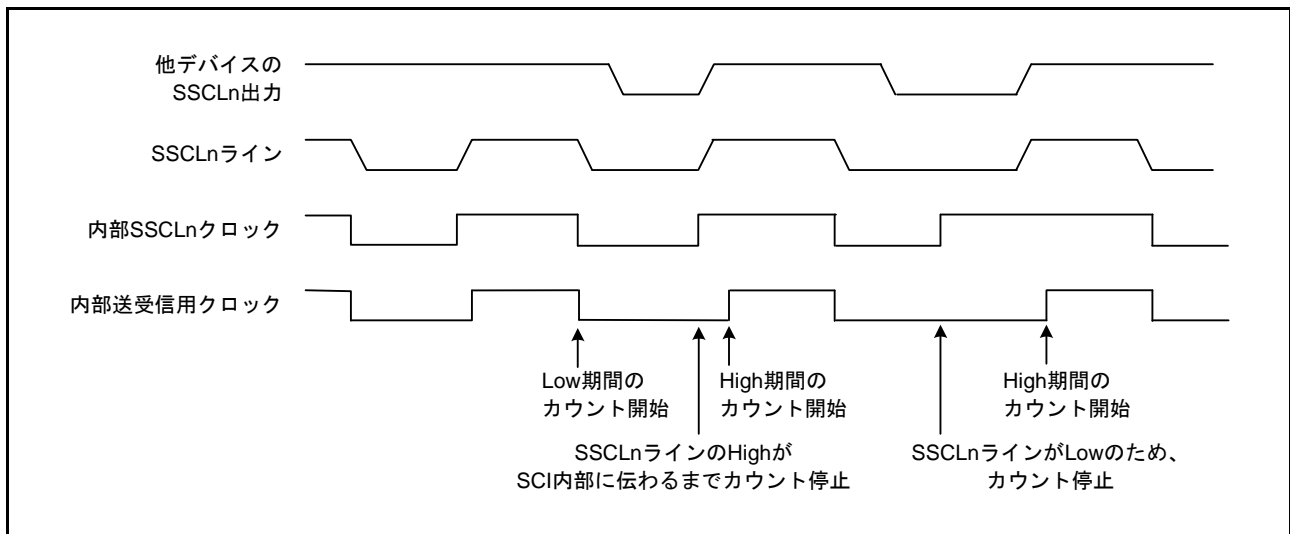 他デバイスの
SSCLn出力
SSCLnライン
内部SSCLnクロック
内部送受信用クロック
Low期間の
カウント開始
High期間の
カウント開始
High期間の
カウント開始
SSCLnラインのHighが
SCI内部に伝わるまでカウント停止
SSCLnラインがLowのため、
カウント停止